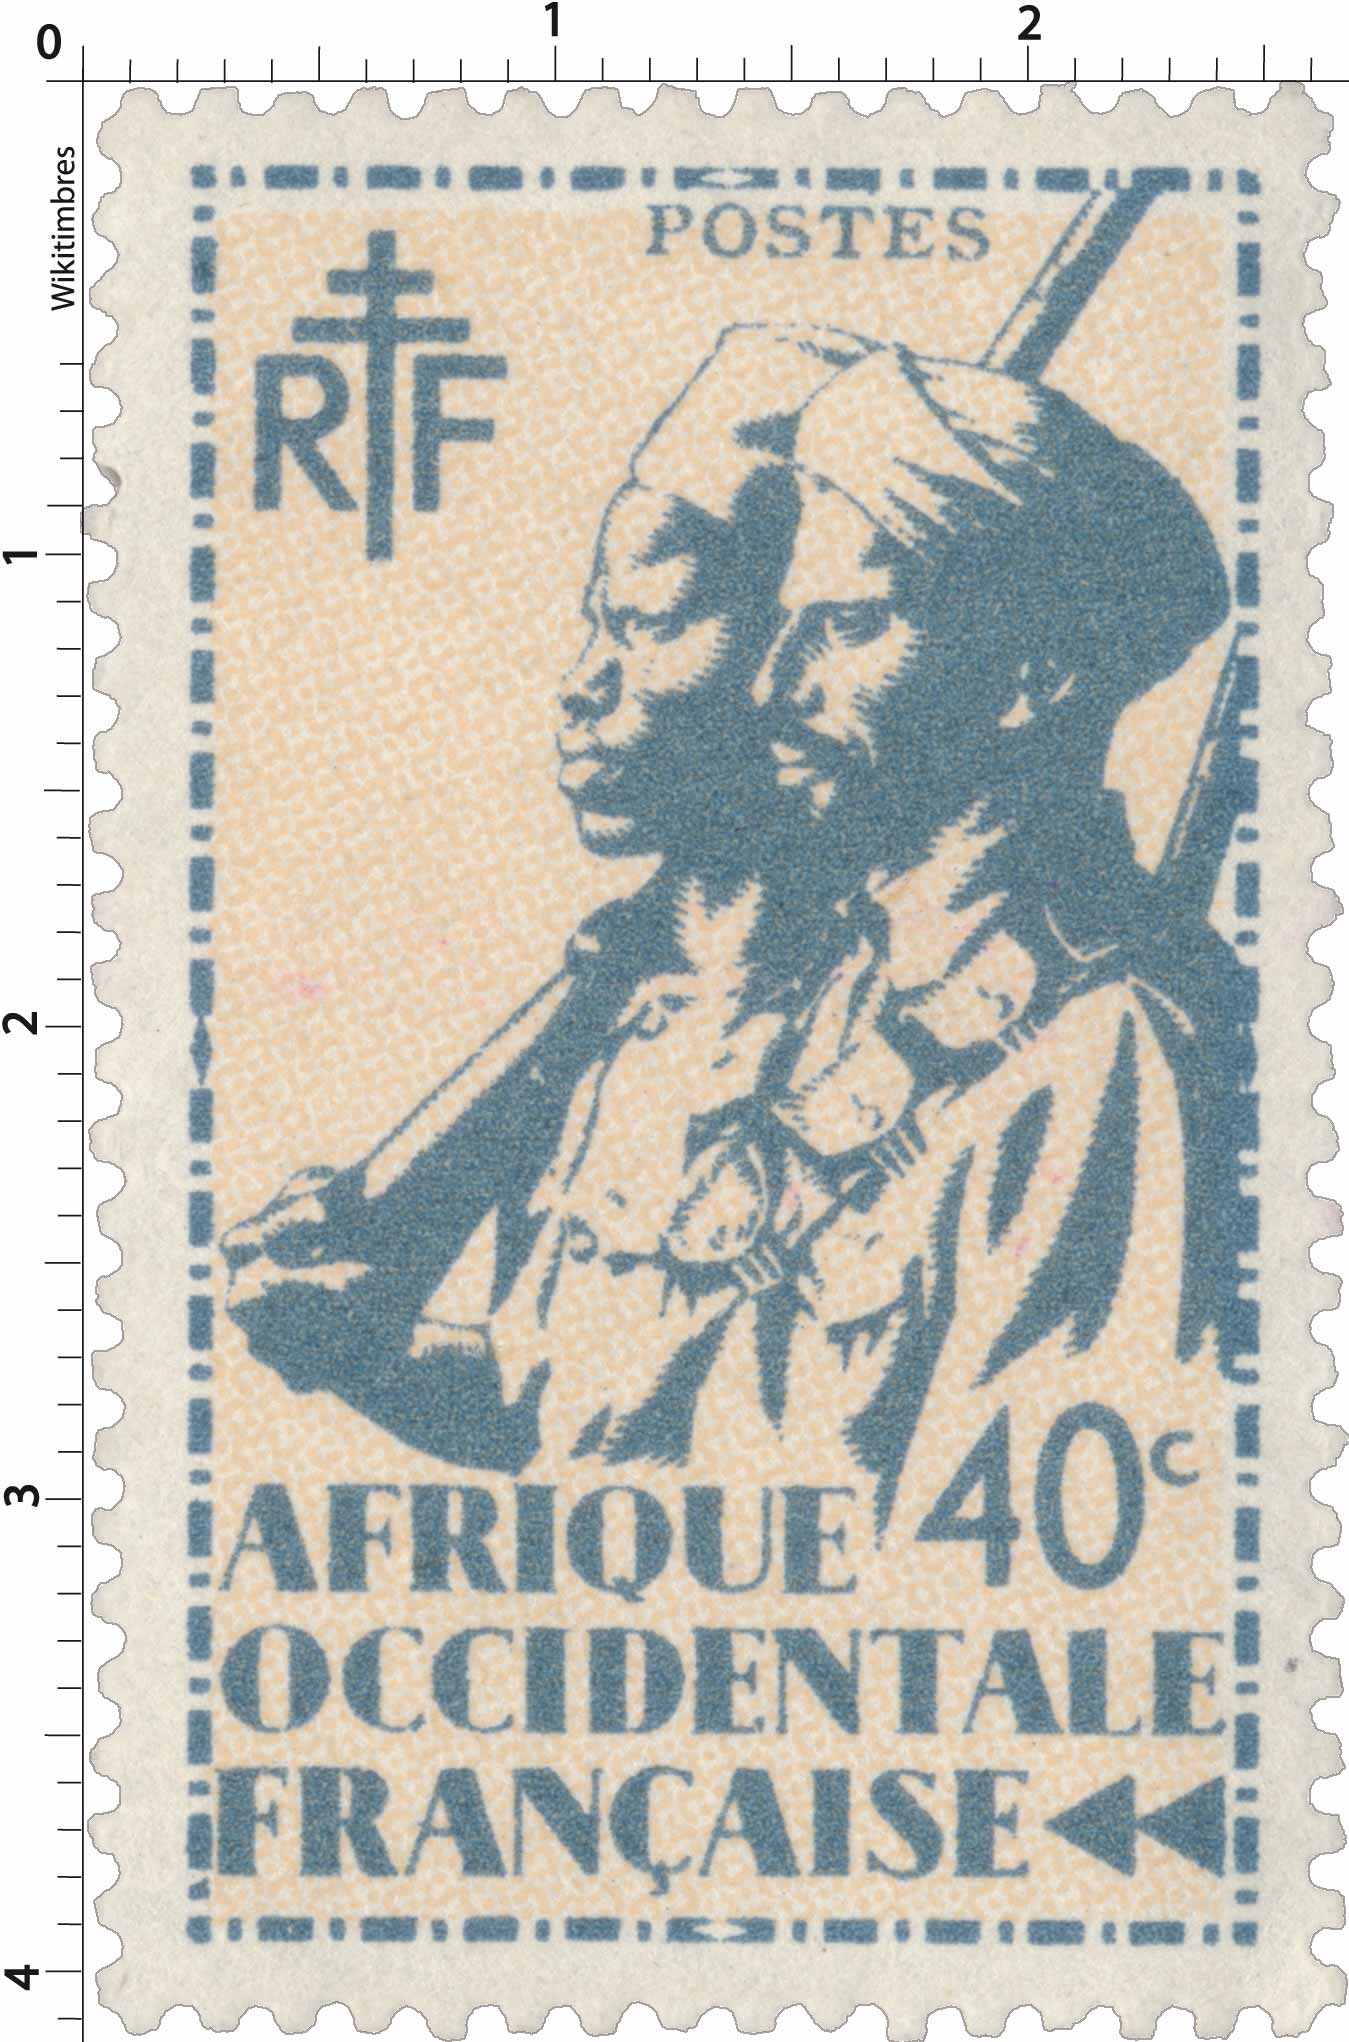 0 1 2
Wikitimbres
POSTES
RF
1
2
3
4
40c
AFRIQUE
OCCIDENTALE
FRANÇAISE